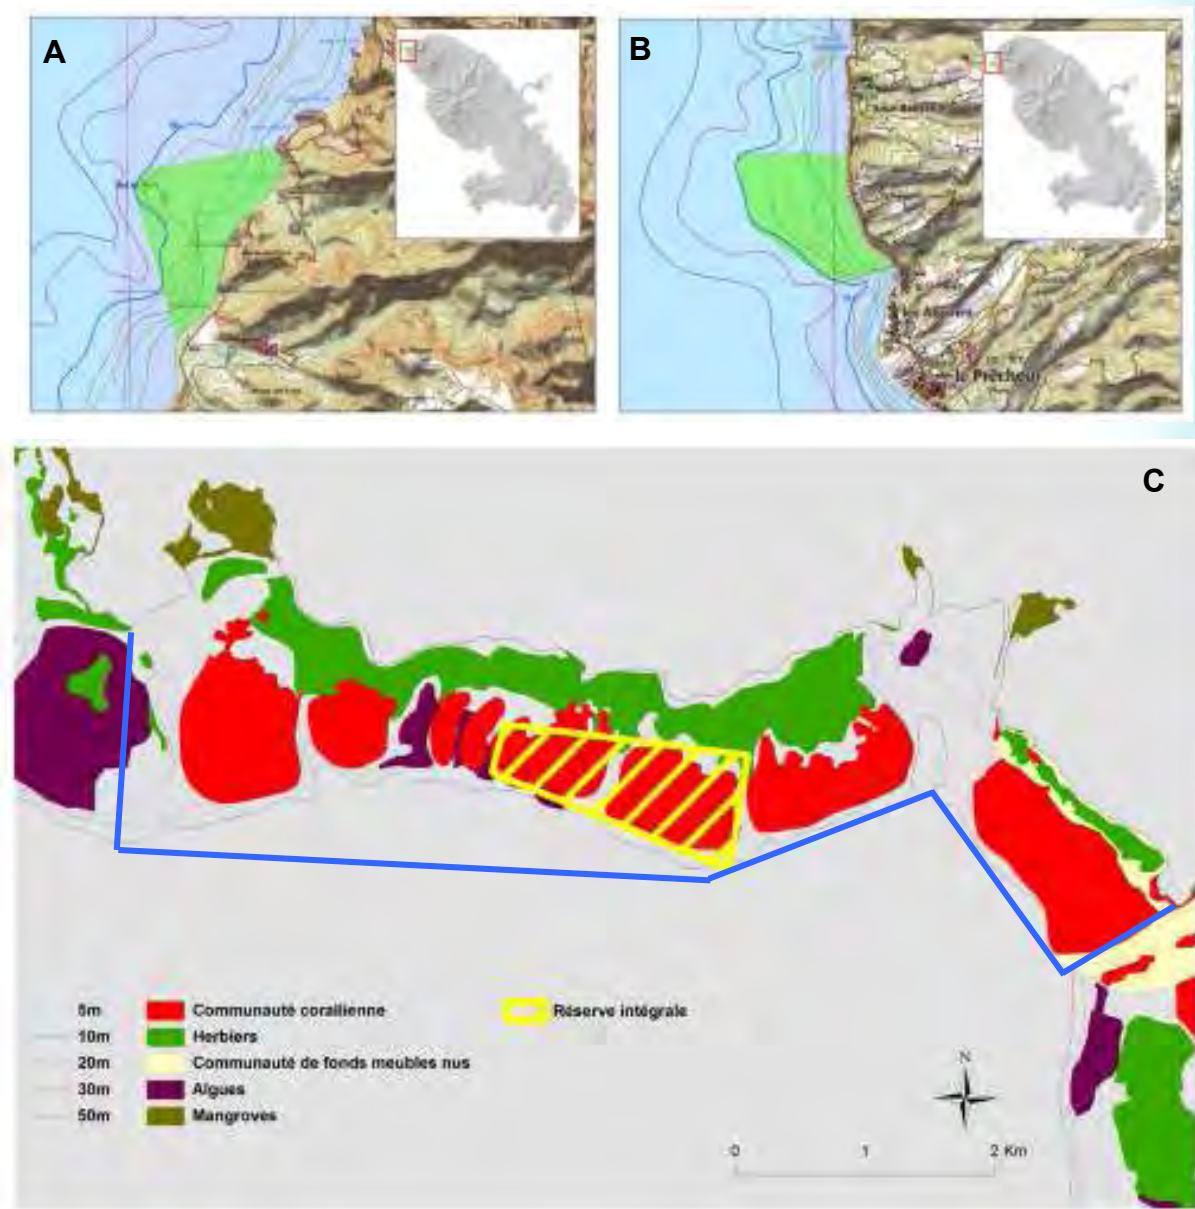 A
B
le Prêcheur
C
5m
10m
20m
30m
50m
Communauté corallienne
Herbiers
Communauté de fonds meubles nus
Algues
Mangroves
Réserve intégrale
N
0 1 2 Km